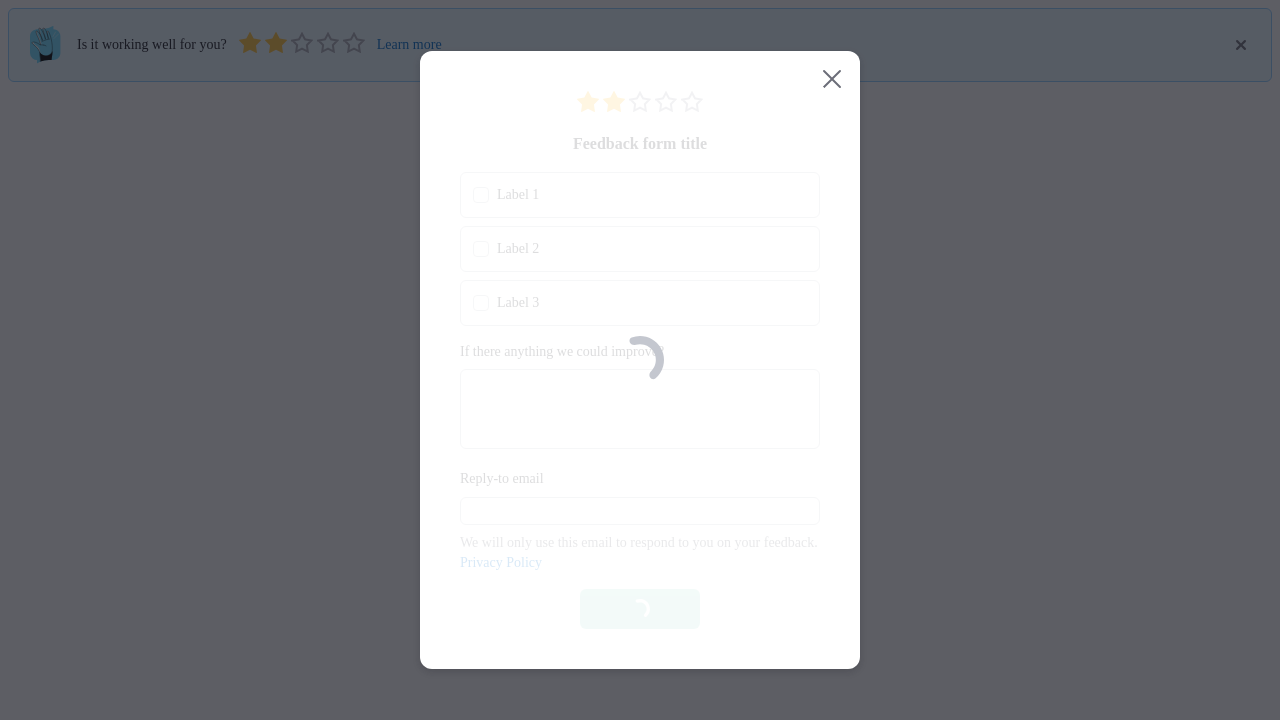 Is it working well for you? Learn more
Feedback form title
Label 1
Label 2
Label 3
If there anything we could improve?
Reply-to email
We will only use this email to respond to you on your feedback.
Privacy Policy